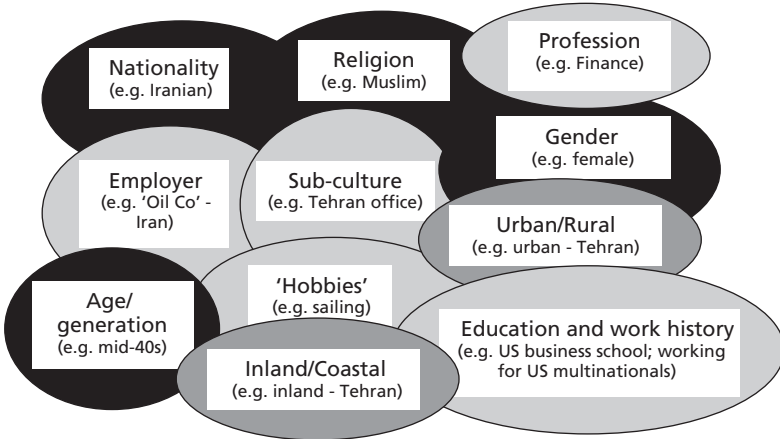 Nationality
(e.g. Iranian)
Religion
(e.g. Muslim)
Profession
(e.g. Finance)
Employer
(e.g. ‘Oil Co’ -
Iran)
Sub-culture
(e.g. Tehran office)
Gender
(e.g. female)
Urban/Rural
(e.g. urban - Tehran)
Age/
generation
(e.g. mid-40s)
‘Hobbies’
(e.g. sailing)
Inland/Coastal
(e.g. inland - Tehran)
Education and work history
(e.g. US business school; working
for US multinationals)